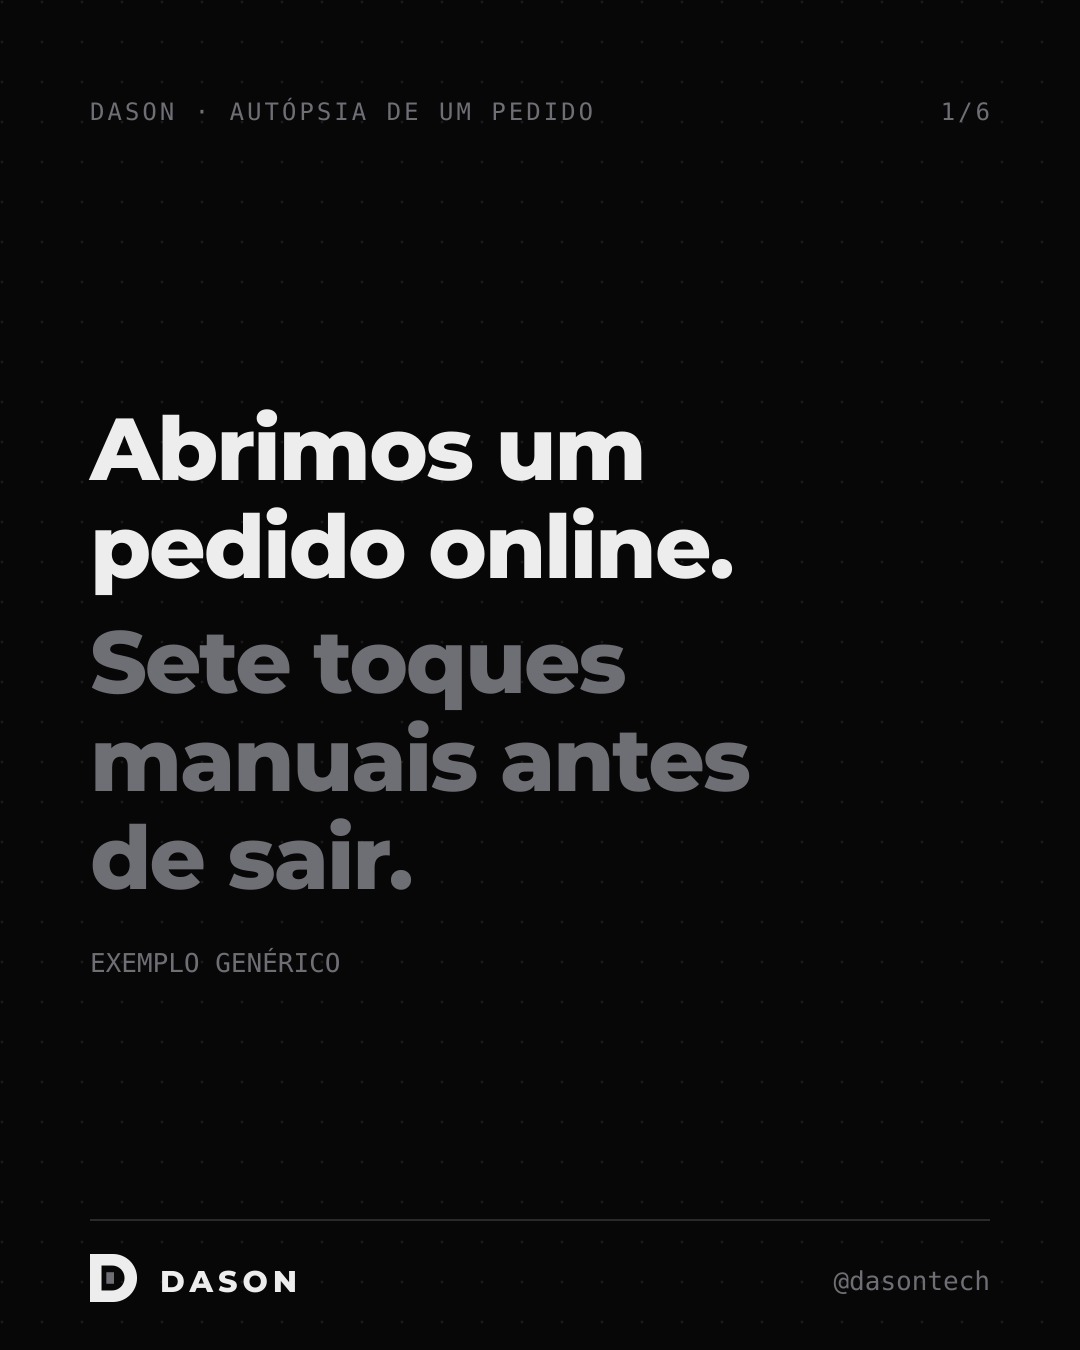 DASON · AUTÓPSIA DE UM PEDIDO
1/6
Abrimos um
pedido online.
Sete toques
manuais antes
de sair.
EXEMPLO GENÉRICO
DASON
@dasontech